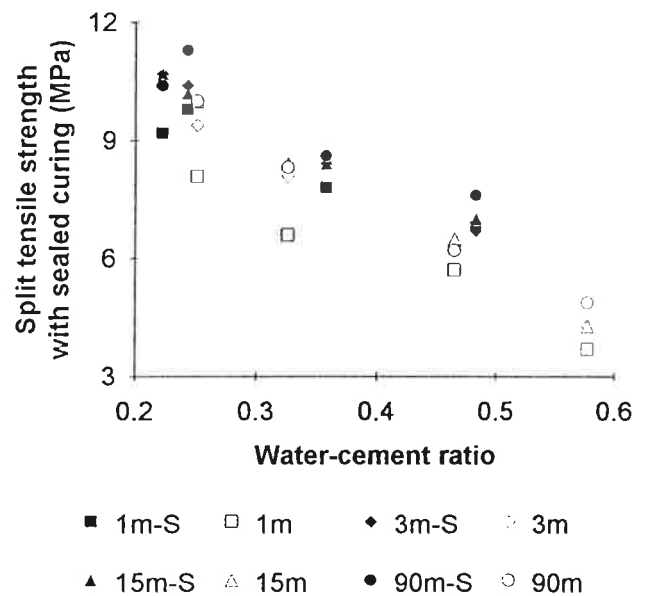 Split tensile strength
with sealed curing (MPa)
12
9
6
3
0.2 0.3 0.4 0.5 0.6
Water-cement ratio
1m-S 1m 3m-S 3m
15m-S 15m 90m-S 90m